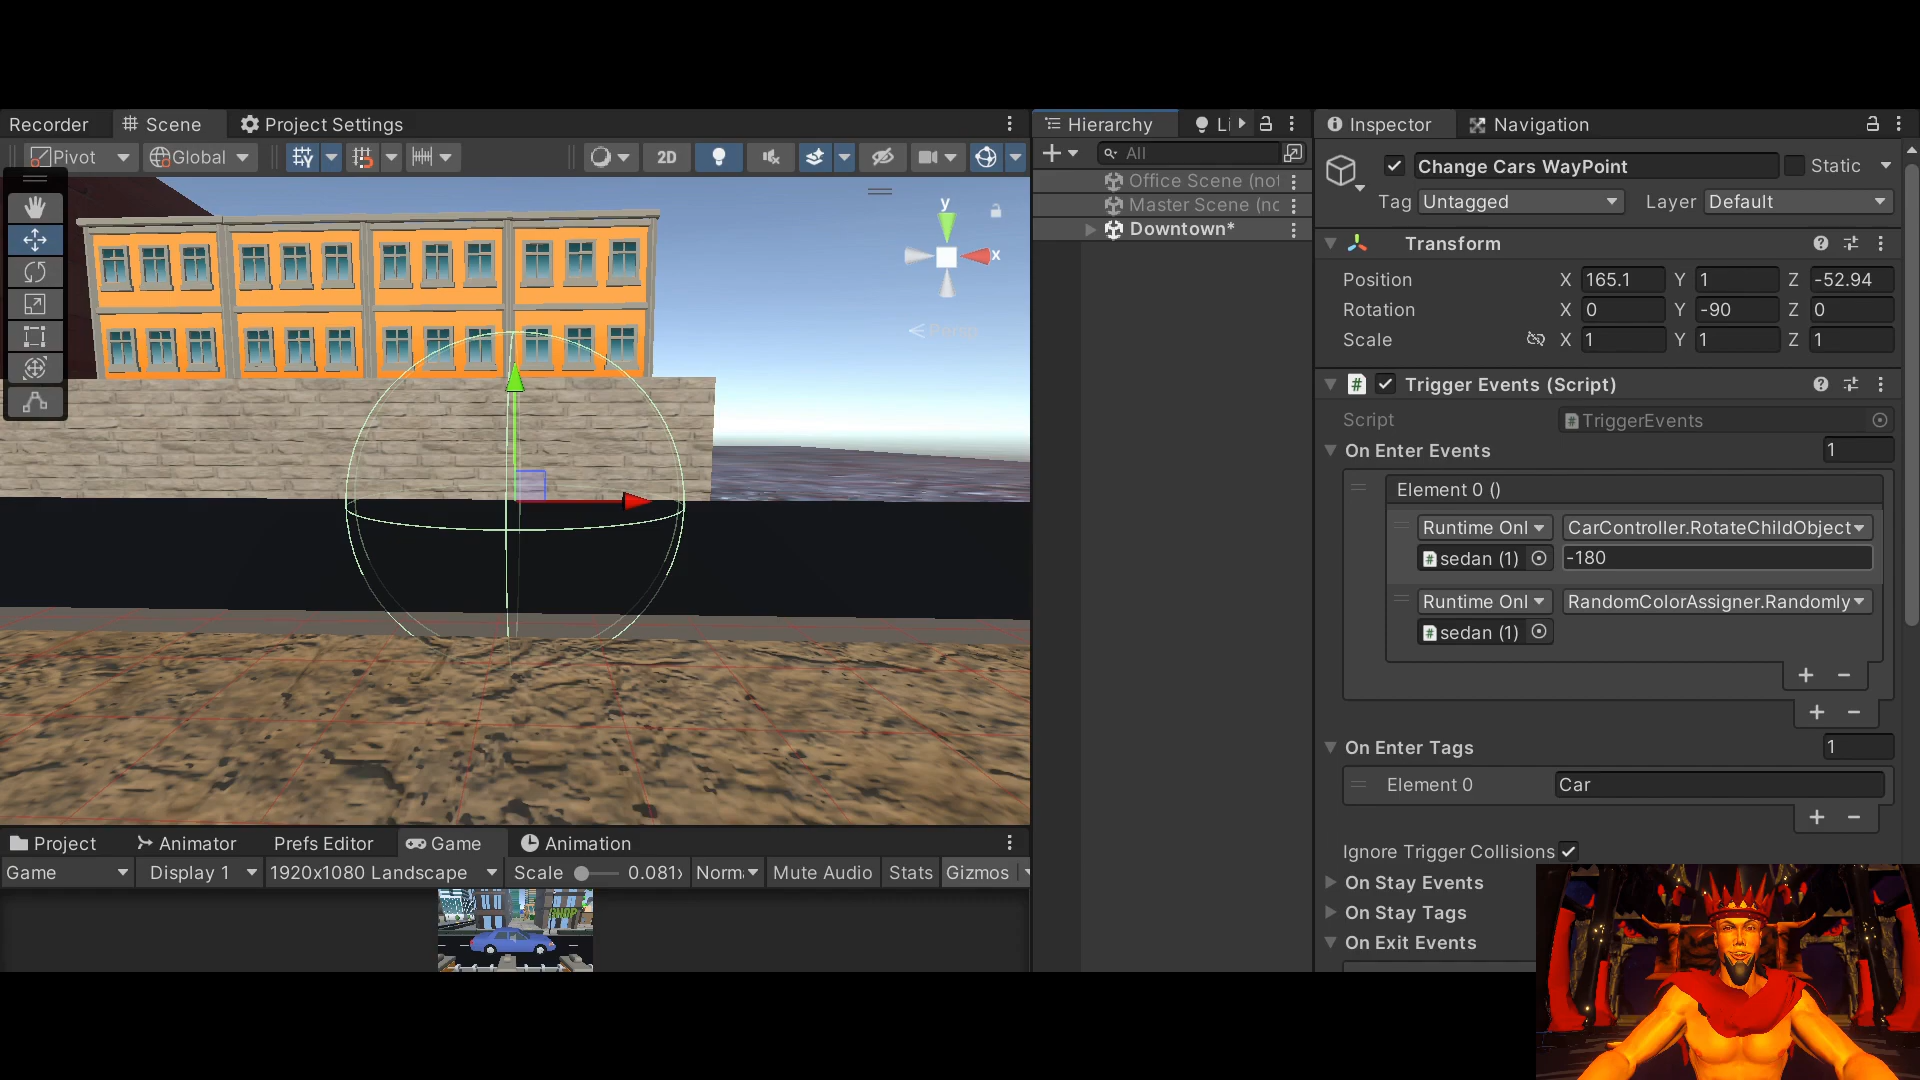 Recorder
Scene
Project Settings
Pivot
Global
2D
y
x
Persp
Hierarchy
Li
All
Office Scene (not
Master Scene (nc
Downtown*
Inspector
Navigation
Change Cars WayPoint
Static
Tag
Untagged
Layer
Default
Transform
Position X 165.1 Y 1 Z -52.94
Rotation X 0 Y -90 Z 0
Scale X 1 Y 1 Z 1
# Trigger Events (Script)
Script
TriggerEvents
On Enter Events
1
Element 0 ()
Runtime Onl
CarController.RotateChildObject
sedan (1)
-180
Runtime Onl
RandomColorAssigner.Randomly
sedan (1)
On Enter Tags
1
Element 0
Car
Ignore Trigger Collisions
On Stay Events
On Stay Tags
On Exit Events
Project
Animator
Prefs Editor
Game
Animation
Game
Display 1
1920x1080 Landscape
Scale
0.081x
Norm
Mute Audio
Stats
Gizmos
SHOP